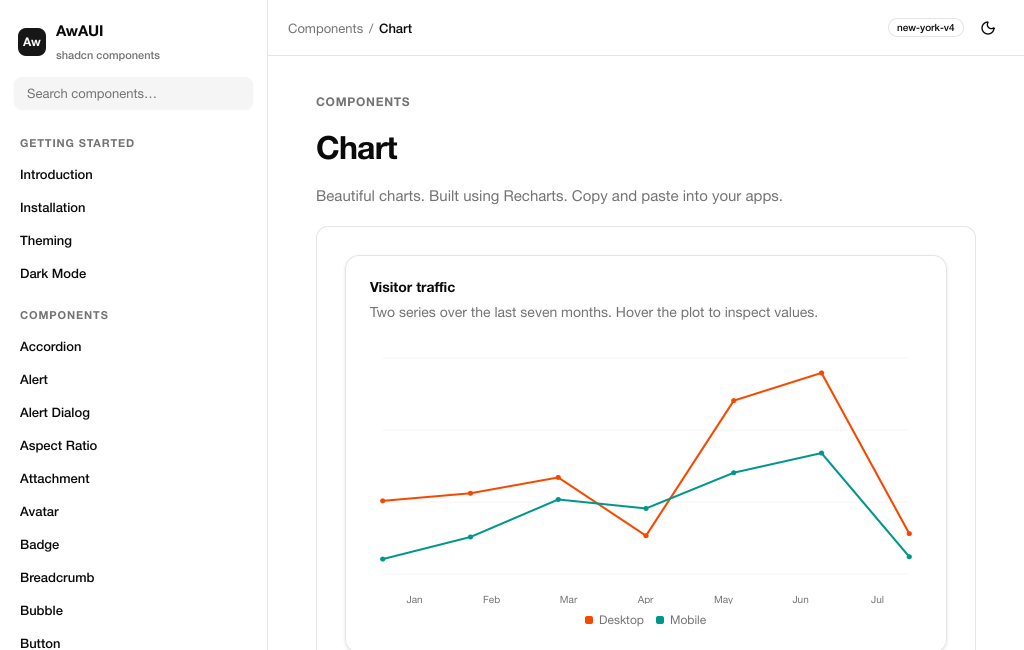 Aw
AwAUI
shadcn components
Search components...
GETTING STARTED
Introduction
Installation
Theming
Dark Mode
COMPONENTS
Accordion
Alert
Alert Dialog
Aspect Ratio
Attachment
Avatar
Badge
Breadcrumb
Bubble
Button
Components / Chart
new-york-v4
COMPONENTS
Chart
Beautiful charts. Built using Recharts. Copy and paste into your apps.
Visitor traffic
Two series over the last seven months. Hover the plot to inspect values.
Jan Feb Mar Apr May Jun Jul
Desktop Mobile